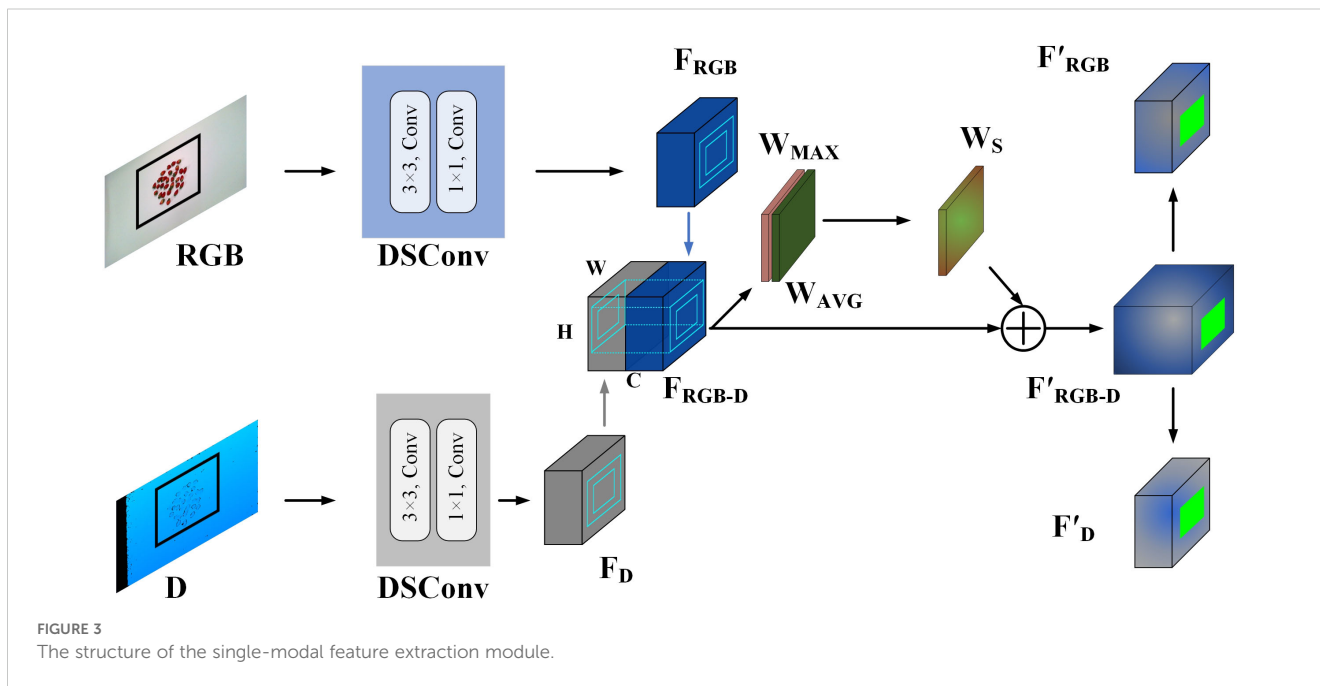 RGB
3×3, Conv
1×1, Conv
DSConv
F_RGB
W_MAX
W_AVG
W_S
F′_RGB
W
H
C
F_RGB-D
F′_RGB-D
D
3×3, Conv
1×1, Conv
DSConv
F_D
F′_D
FIGURE 3
The structure of the single-modal feature extraction module.